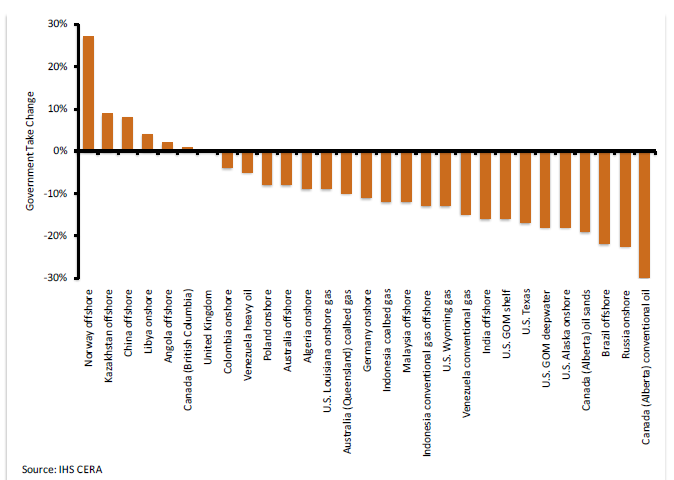 30%
20%
10%
0%
-10%
-20%
-30%
Government Take Change
Norway offshore
Kazakhstan offshore
China offshore
Libya onshore
Angola offshore
Canada (British Columbia)
United Kingdom
Colombia onshore
Venezuela heavy oil
Poland onshore
Australia offshore
Algeria onshore
U.S. Louisiana onshore gas
Australia (Queensland) coalbed gas
Germany onshore
Indonesia coalbed gas
Malaysia offshore
Indonesia conventional gas offshore
U.S. Wyoming gas
Venezuela conventional gas
India offshore
U.S. GOM shelf
U.S. Texas
U.S. GOM deepwater
U.S. Alaska onshore
Canada (Alberta) oil sands
Brazil offshore
Russia onshore
Canada (Alberta) conventional oil
Source: IHS CERA